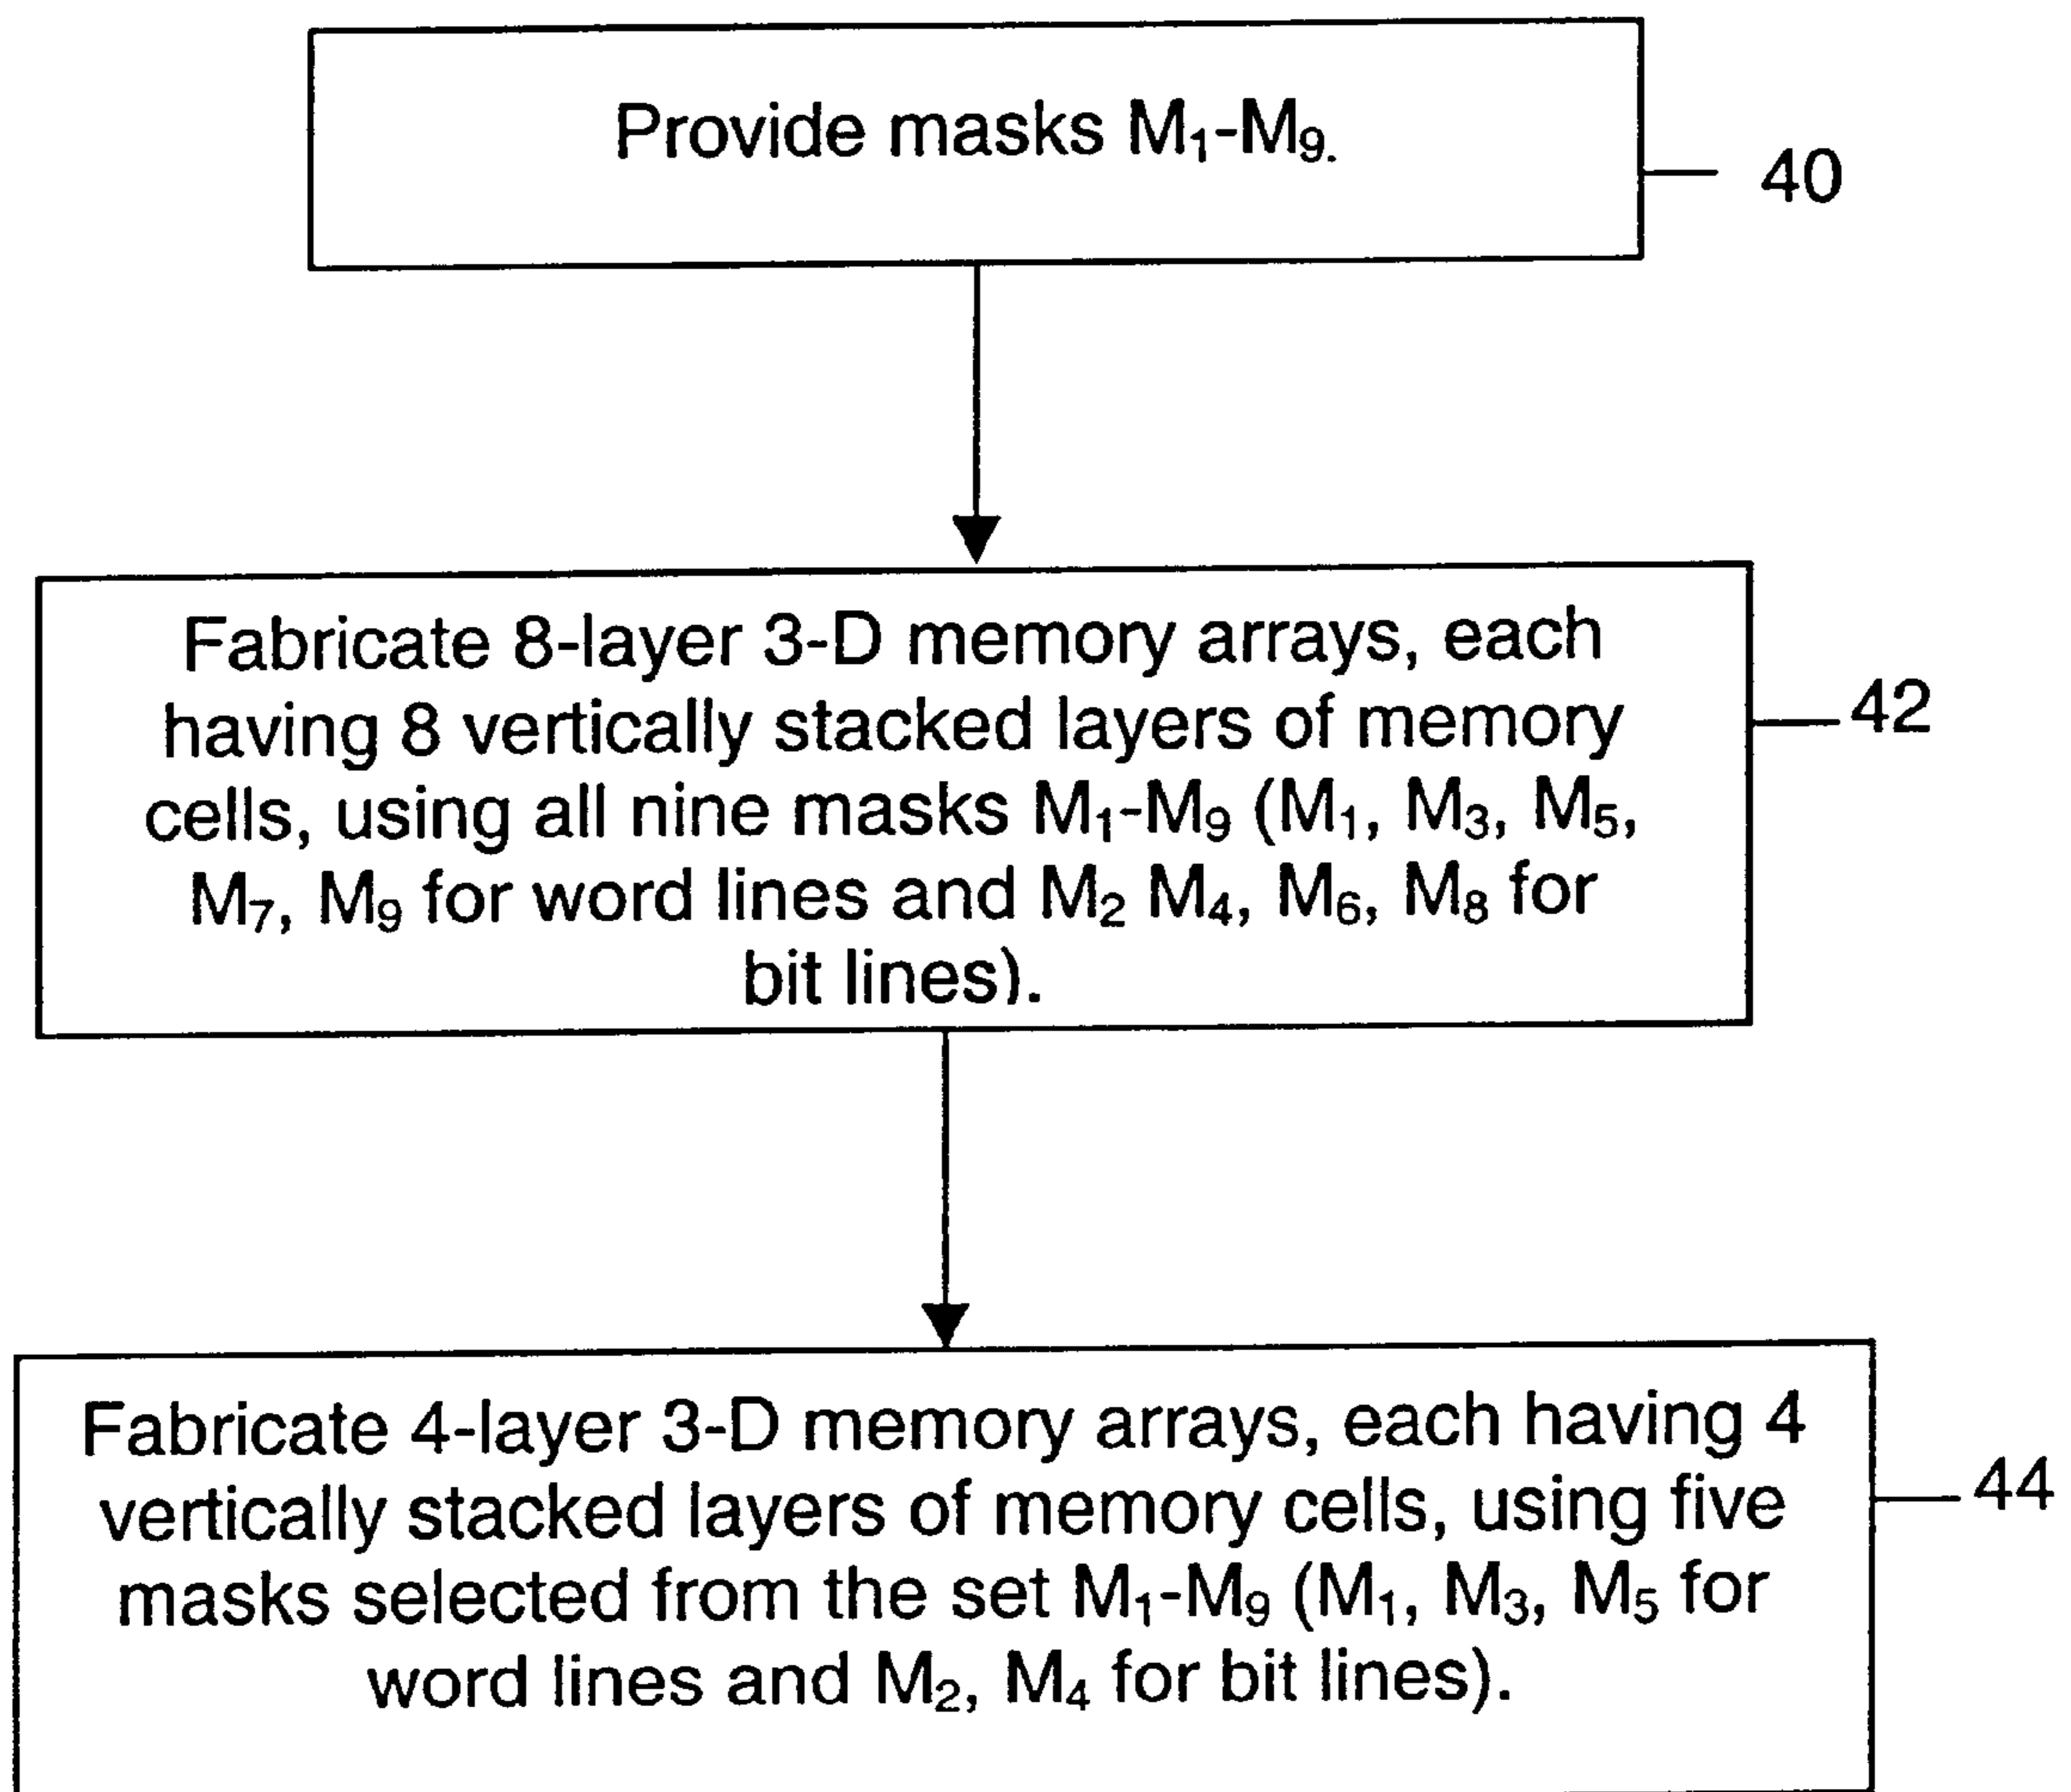 Provide masks M₁-M₉.
40
Fabricate 8-layer 3-D memory arrays, each
having 8 vertically stacked layers of memory
cells, using all nine masks M₁-M₉ (M₁, M₃, M₅,
M₇, M₉ for word lines and M₂ M₄, M₆, M₈ for
bit lines).
42
Fabricate 4-layer 3-D memory arrays, each having 4
vertically stacked layers of memory cells, using five
masks selected from the set M₁-M₉ (M₁, M₃, M₅ for
word lines and M₂, M₄ for bit lines).
44